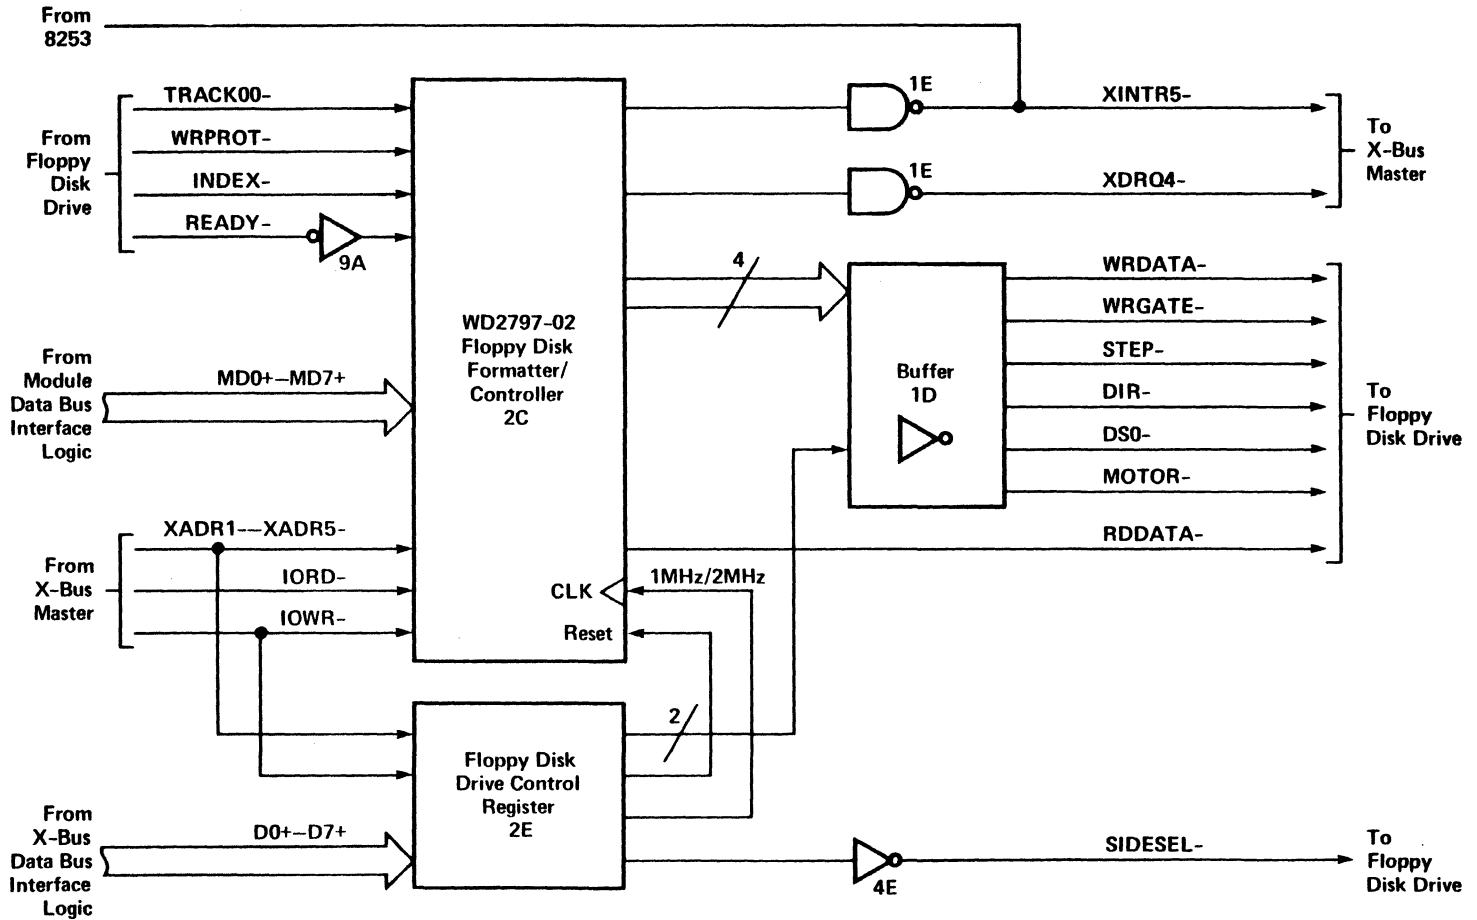 From
8253
TRACK00-
WRPROT-
INDEX-
READY-
From
Floppy
Disk
Drive
9A
1E
XINTR5-
1E
XDRQ4-
To
X-Bus
Master
4
WD2797-02
Floppy Disk
Formatter/
Controller
2C
From
Module
Data Bus
Interface
Logic
MD0+—MD7+
Buffer
1D
WRDATA-
WRGATE-
STEP-
DIR-
DS0-
MOTOR-
RDDATA-
To
Floppy
Disk Drive
From
X-Bus
Master
XADR1-—XADR5-
IORD-
IOWR-
CLK
1MHz/2MHz
Reset
2
Floppy Disk
Drive Control
Register
2E
From
X-Bus
Data Bus
Interface
Logic
D0+—D7+
4E
SIDESEL-
To
Floppy
Disk Drive